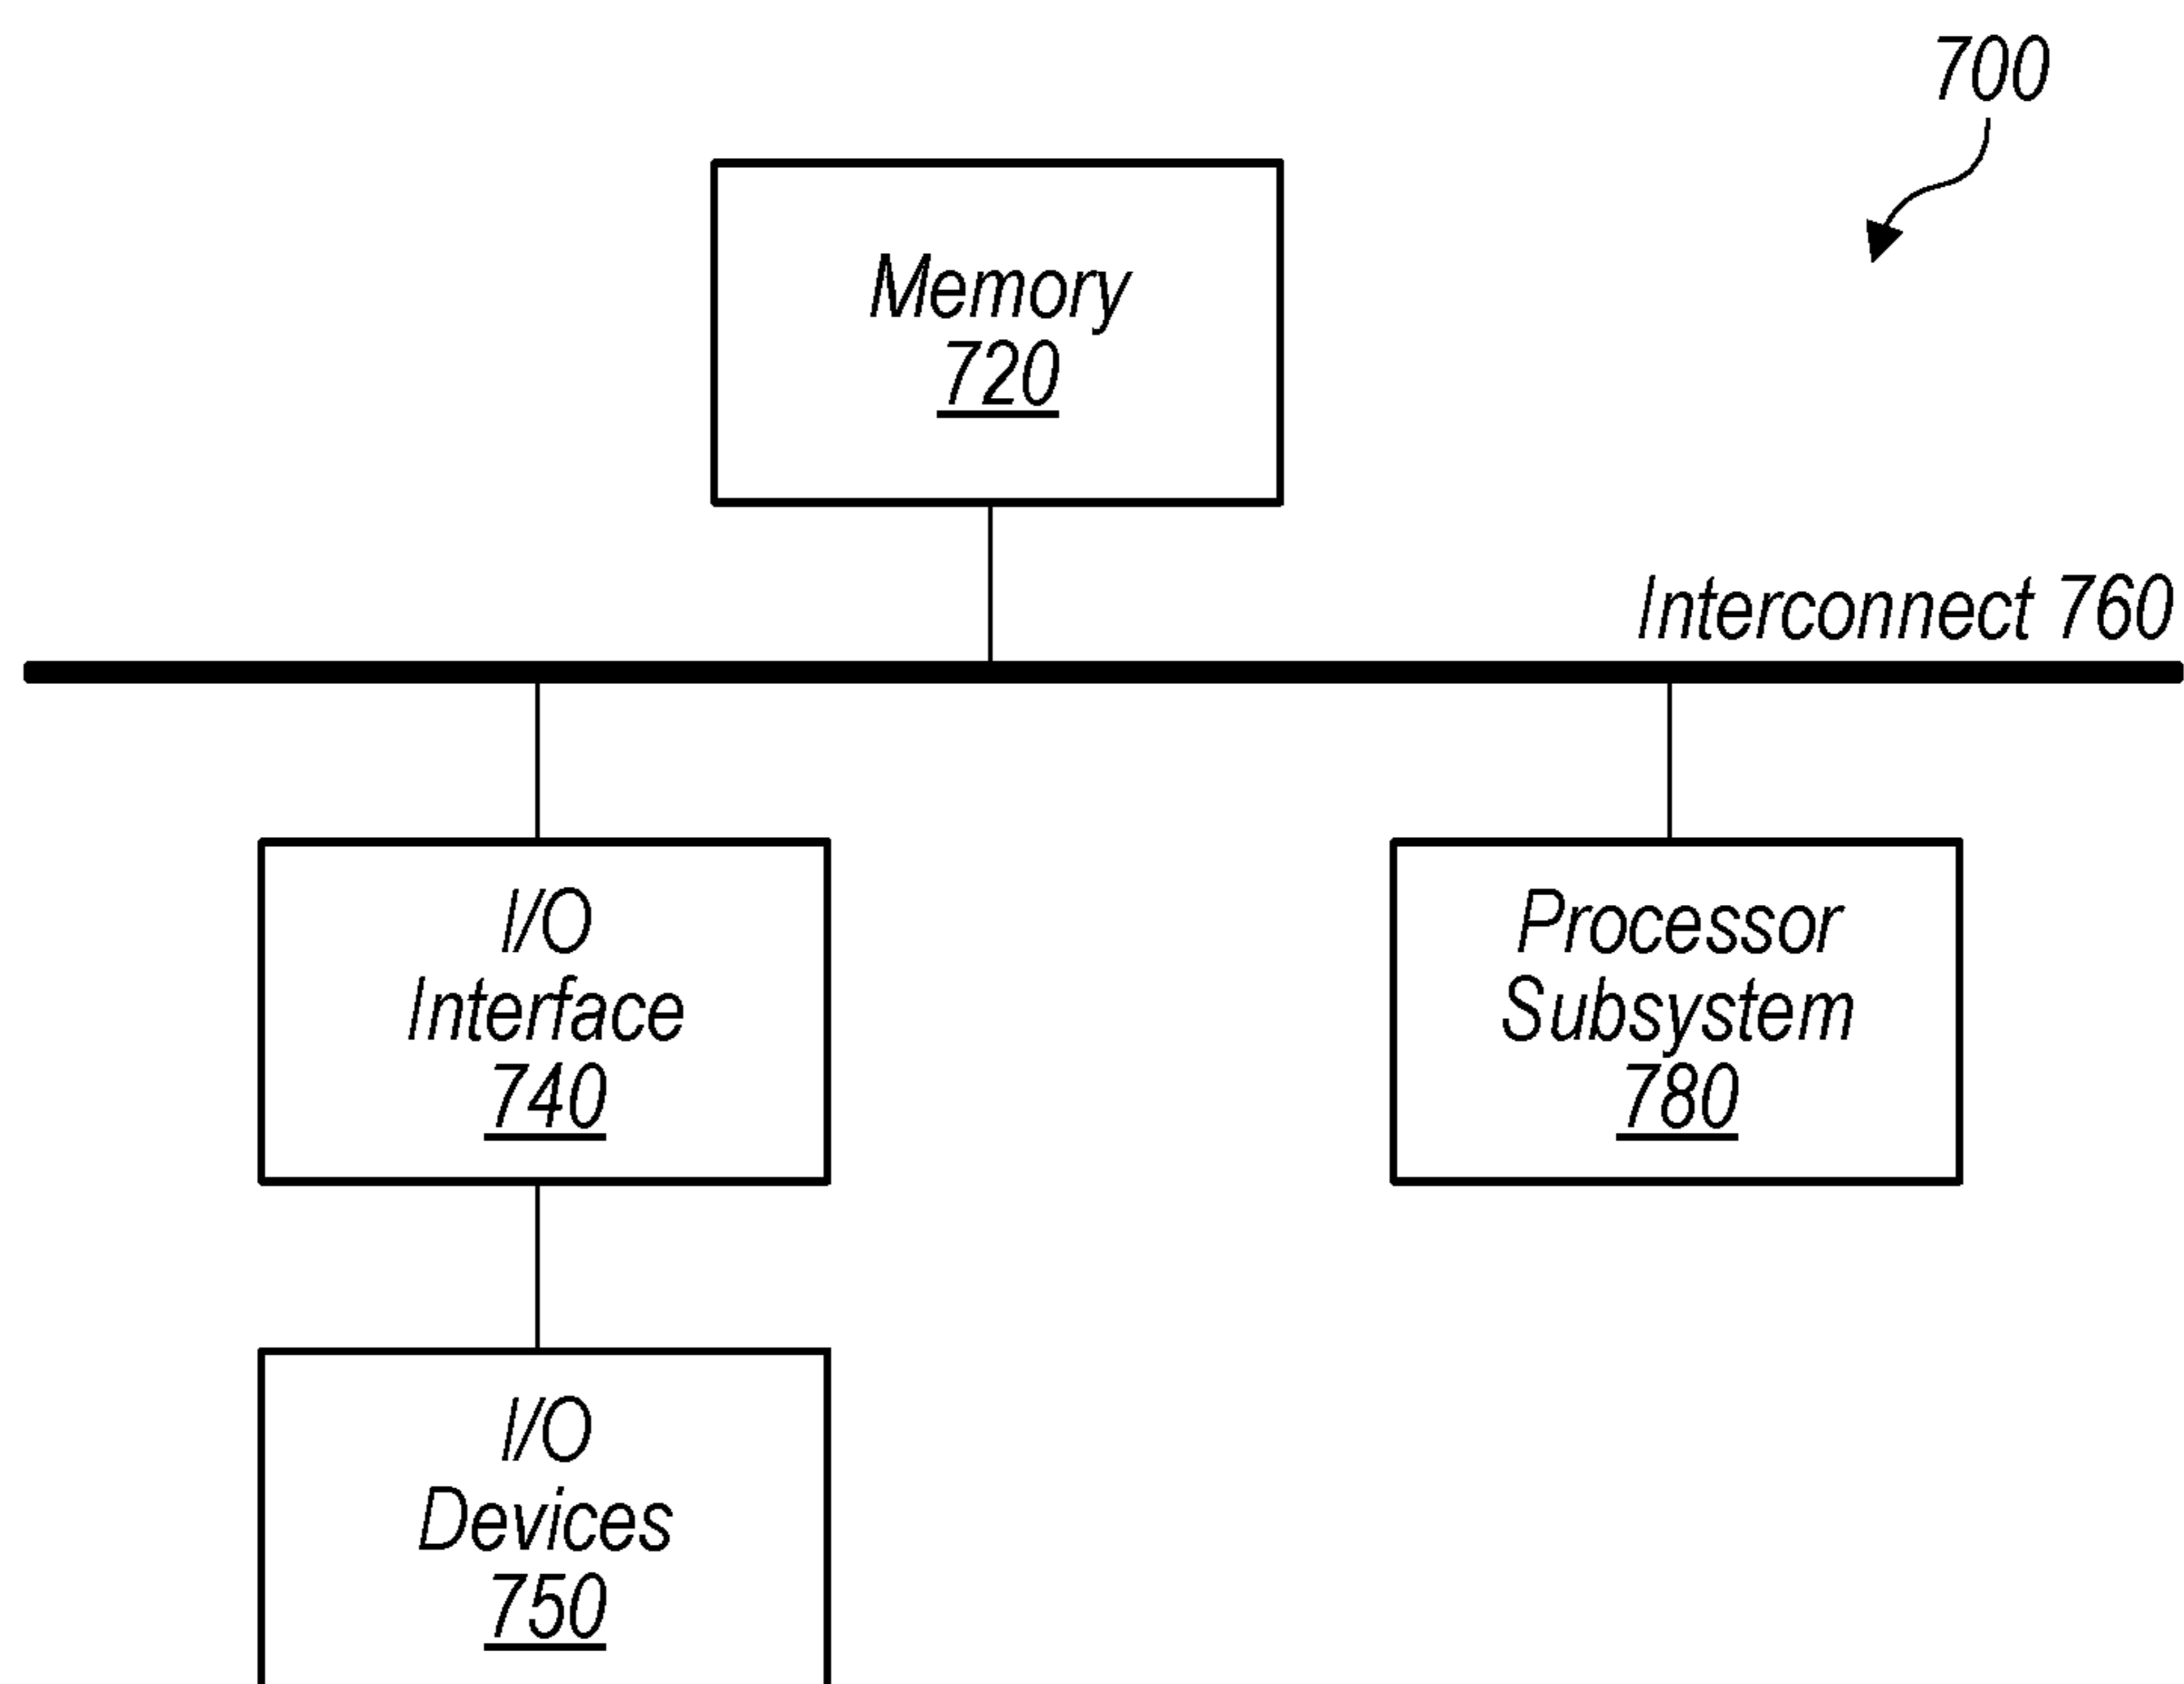 700
Memory
720
Interconnect 760
I/O
Interface
740
Processor
Subsystem
780
I/O
Devices
750